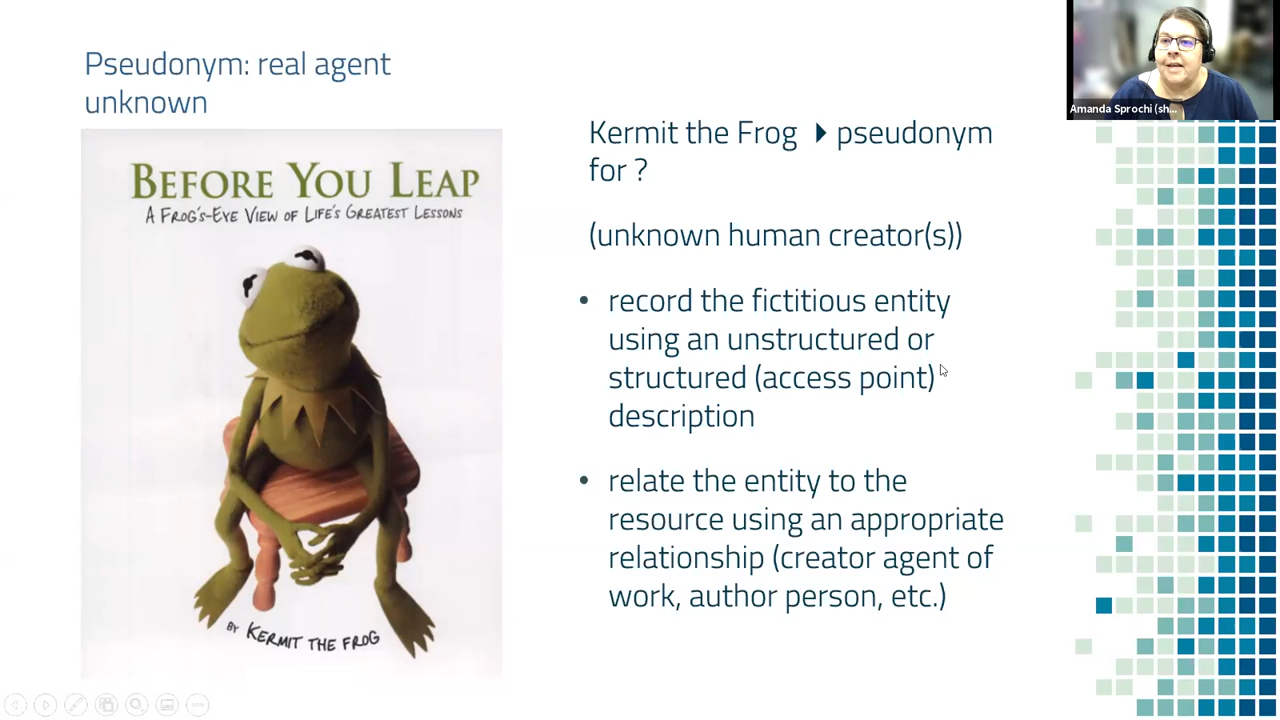 Pseudonym: real agent
unknown
BEFORE YOU LEAP
A FROG'S-EYE VIEW OF LIFE'S GREATEST LESSONS
BY KERMIT THE FROG
Kermit the Frog ▶ pseudonym
for ?
(unknown human creator(s))
• record the fictitious entity
using an unstructured or
structured (access point)
description
• relate the entity to the
resource using an appropriate
relationship (creator agent of
work, author person, etc.)
Amanda Sprochi (sh...